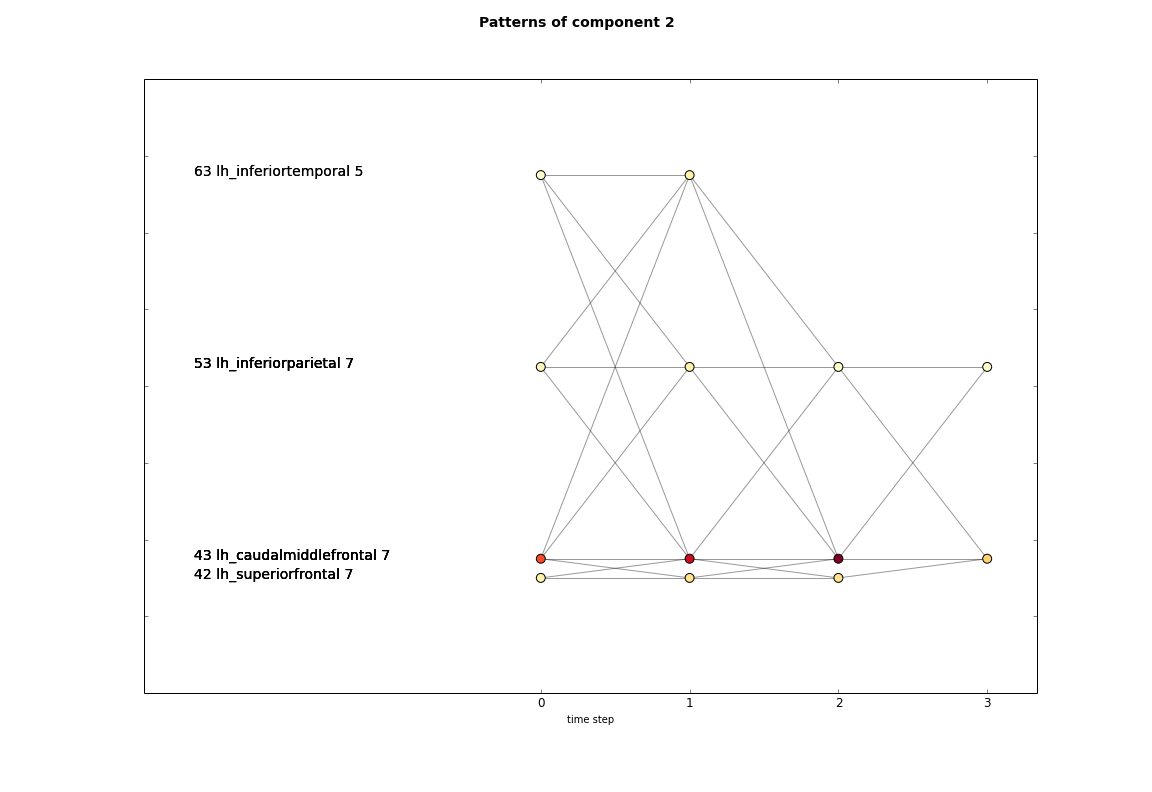 Patterns of component 2
63 lh_inferiortemporal 5
53 lh_inferiorparietal 7
43 lh_caudalmiddlefrontal 7
42 lh_superiorfrontal 7
0 1 2 3
time step